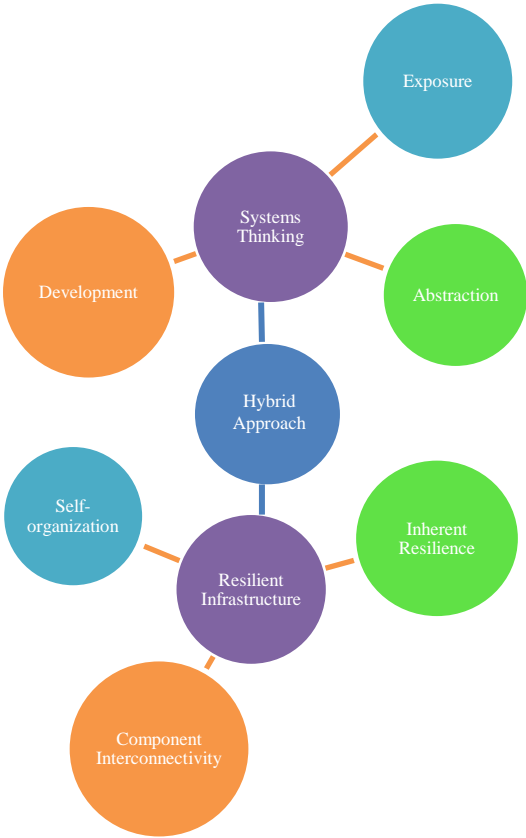 Exposure
Systems
Thinking
Development
Abstraction
Hybrid
Approach
Self-
organization
Inherent
Resilience
Resilient
Infrastructure
Component
Interconnectivity